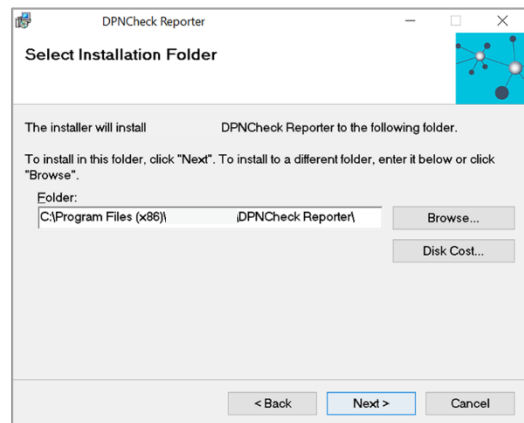 DPNCheck Reporter
Select Installation Folder
The installer will install DPNCheck Reporter to the following folder.
To install in this folder, click "Next". To install to a different folder, enter it below or click
"Browse".
Folder:
C:\Program Files (x86)\ DPNCheck Reporter\
Browse...
Disk Cost...
< Back
Next >
Cancel